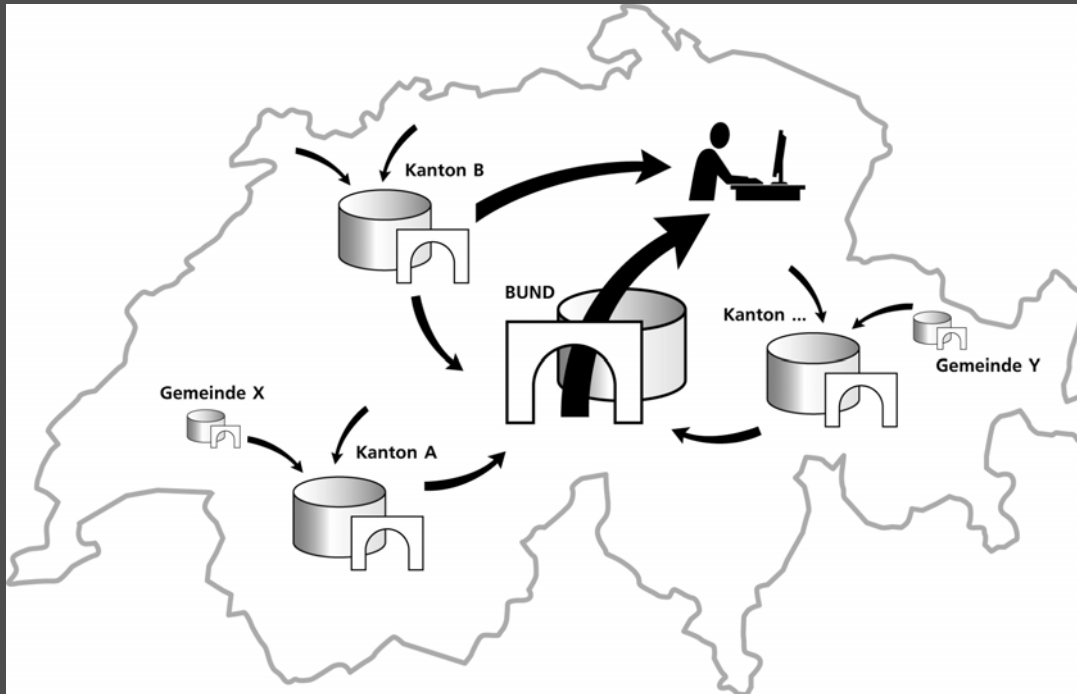 Kanton B
BUND
Kanton ...
Gemeinde Y
Gemeinde X
Kanton A